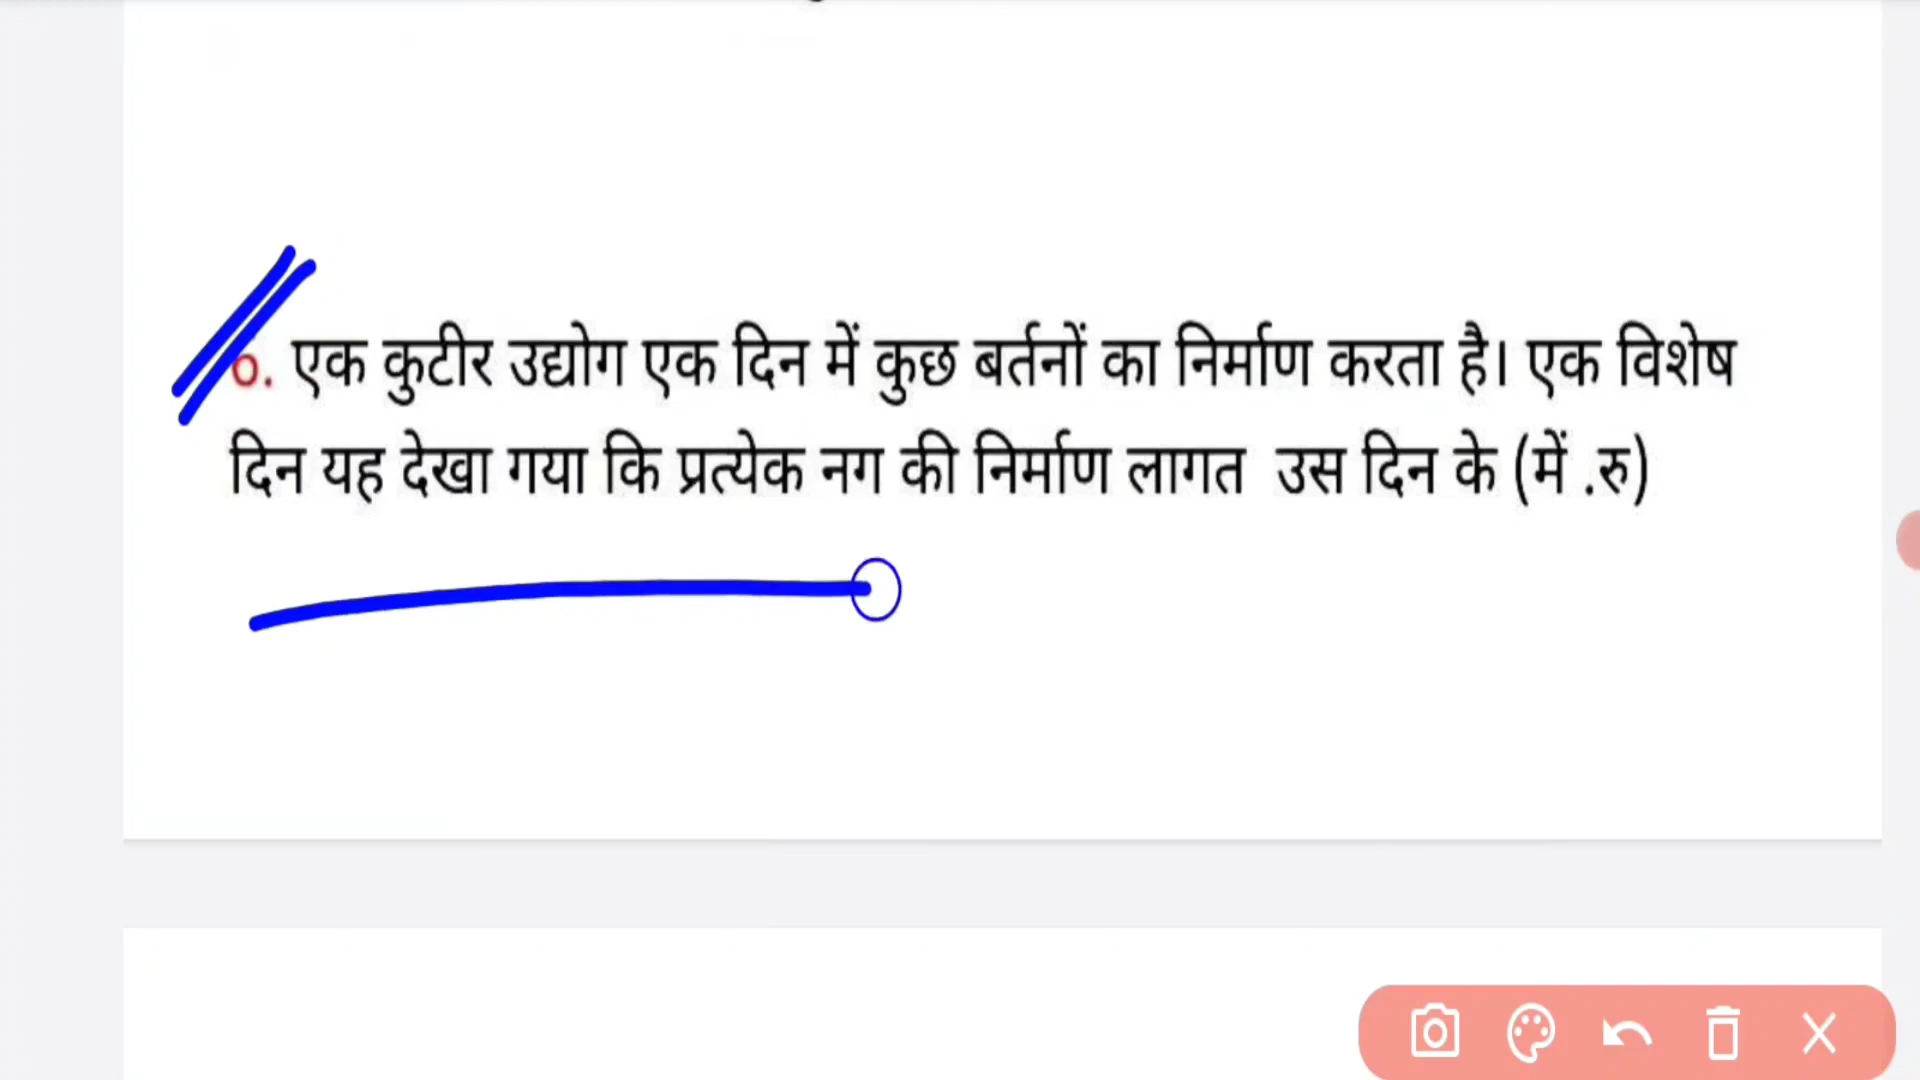 6. एक कुटीर उद्योग एक दिन में कुछ बर्तनों का निर्माण करता है। एक विशेष
दिन यह देखा गया कि प्रत्येक नग की निर्माण लागत उस दिन के (में .रु)